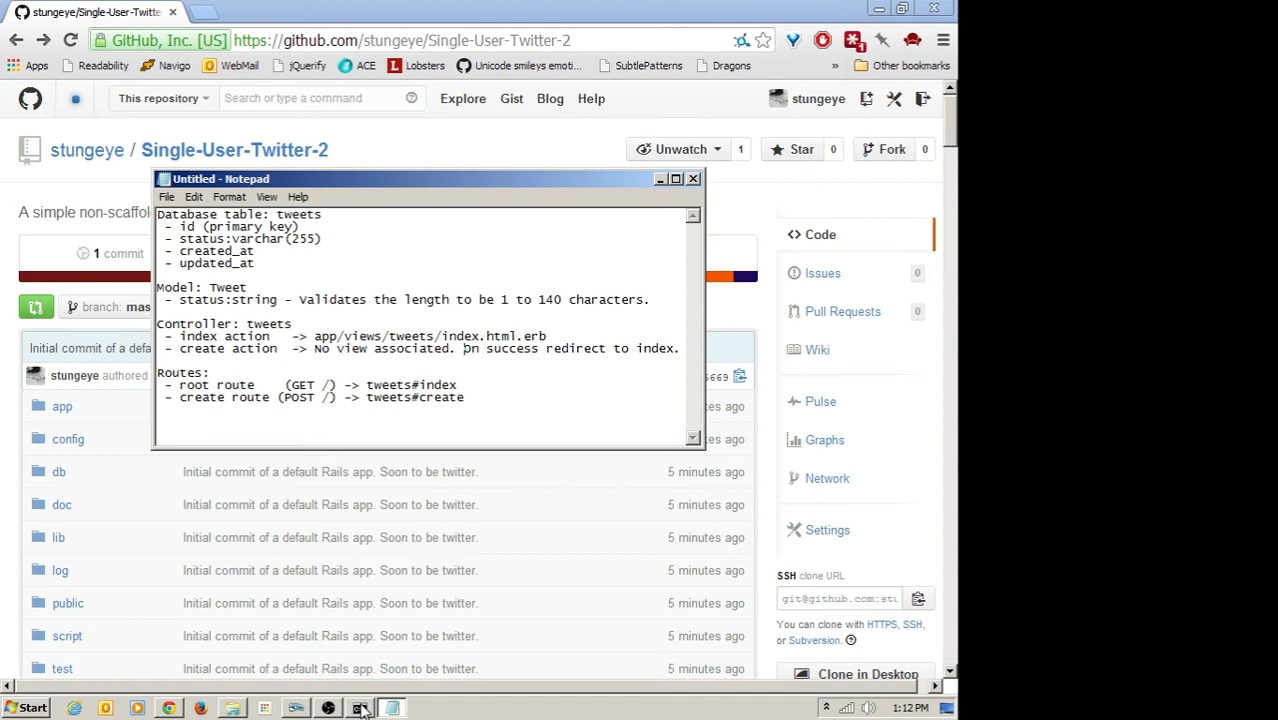 stungeye/Single-User-Twitte
GitHub, Inc. [US] https://github.com/stungeye/Single-User-Twitter-2
Apps Readability Navigo WebMail jQuerify ACE Lobsters Unicode smileys emoti... SubtlePatterns Dragons » Other bookmarks
This repository Search or type a command Explore Gist Blog Help stungeye
stungeye / Single-User-Twitter-2 Unwatch 1 Star 0 Fork 0
Untitled - Notepad
File Edit Format View Help
A simple non-scaffo
Database table: tweets
- id (primary key)
- status:varchar(255)
- created_at
- updated_at
Model: Tweet
- status:string - Validates the length to be 1 to 140 characters.
Controller: tweets
- index action -> app/views/tweets/index.html.erb
- create action -> No view associated. On success redirect to index.
Routes:
- root route (GET /) -> tweets#index
- create route (POST /) -> tweets#create
1 commit
branch: mas
Initial commit of a defa
stungeye authored
6669
app es ago
config es ago
db Initial commit of a default Rails app. Soon to be twitter. 5 minutes ago
doc Initial commit of a default Rails app. Soon to be twitter. 5 minutes ago
lib Initial commit of a default Rails app. Soon to be twitter. 5 minutes ago
log Initial commit of a default Rails app. Soon to be twitter. 5 minutes ago
public Initial commit of a default Rails app. Soon to be twitter. 5 minutes ago
script Initial commit of a default Rails app. Soon to be twitter. 5 minutes ago
test Initial commit of a default Rails app. Soon to be twitter. 5 minutes ago
Code
Issues 0
Pull Requests 0
Wiki
Pulse
Graphs
Network
Settings
SSH clone URL
git@github.com:stu
You can clone with HTTPS, SSH,
or Subversion.
Clone in Desktop
Start 1:12 PM